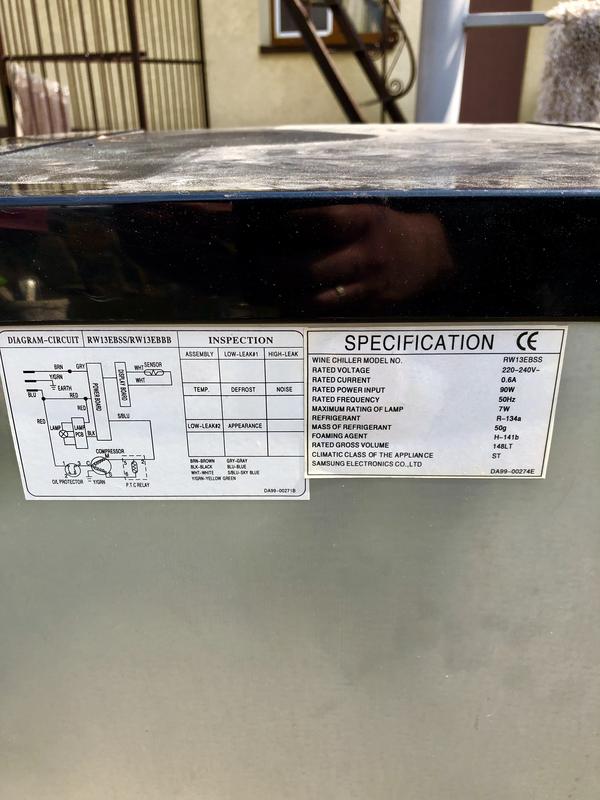 DIAGRAM-CIRCUIT RW13EBSS/RW13EBBB INSPECTION
ASSEMBLY LOW-LEAK#1 HIGH-LEAK
TEMP. DEFROST NOISE
LOW-LEAK#2 APPEARANCE
BRN GRY
Y/GRN
EARTH
BLU
RED
RED
RED
POWER BOARD
DISPLAY BOARD
WHT SENSOR
WHT
S/BLU
LAMP
LAMP PCB
BLK
COMPRESSOR
M
S
C
O/L PROTECTOR
Y/GRN
P.T.C RELAY
BRN-BROWN GRY-GRAY
BLK-BLACK BLU-BLUE
WHT-WHITE S/BLU-SKY BLUE
Y/GRN-YELLOW GREEN
DA99-00271B
SPECIFICATION CE
WINE CHILLER MODEL NO. RW13EBSS
RATED VOLTAGE 220-240V~
RATED CURRENT 0.6A
RATED POWER INPUT 90W
RATED FREQUENCY 50Hz
MAXIMUM RATING OF LAMP 7W
REFRIGERANT R-134a
MASS OF REFRIGERANT 50g
FOAMING AGENT H-141b
RATED GROSS VOLUME 148LT
CLIMATIC CLASS OF THE APPLIANCE ST
SAMSUNG ELECTRONICS CO.,LTD
DA99-00274E